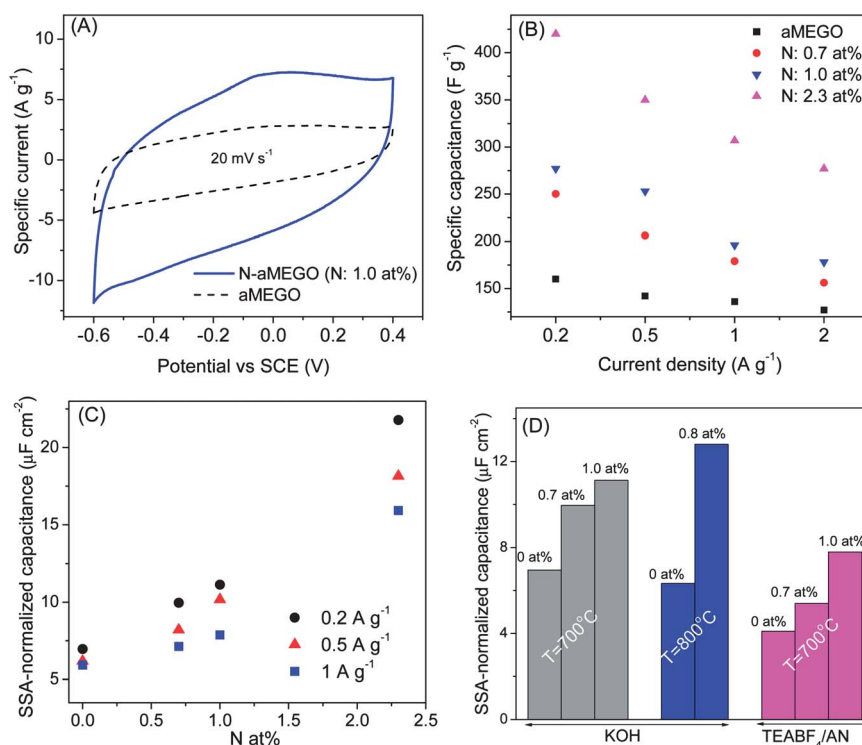 (A)
10
5
0
-5
-10
Specific current (A g⁻¹)
20 mV s⁻¹
N-aMEGO (N: 1.0 at%)
aMEGO
-0.6 -0.4 -0.2 0.0 0.2 0.4
Potential vs SCE (V)
(B)
400
350
300
250
200
150
Specific capacitance (F g⁻¹)
aMEGO
N: 0.7 at%
N: 1.0 at%
N: 2.3 at%
0.2 0.5 1 2
Current density (A g⁻¹)
(C)
20
15
10
5
SSA-normalized capacitance (μF cm⁻²)
0.2 A g⁻¹
0.5 A g⁻¹
1 A g⁻¹
0.0 0.5 1.0 1.5 2.0 2.5
N at%
(D)
12
8
4
0
SSA-normalized capacitance (μF cm⁻²)
0 at%
0.7 at%
1.0 at%
T=700°C
0 at%
0.8 at%
T=800°C
0 at%
0.7 at%
1.0 at%
T=700°C
KOH
TEABF₄/AN